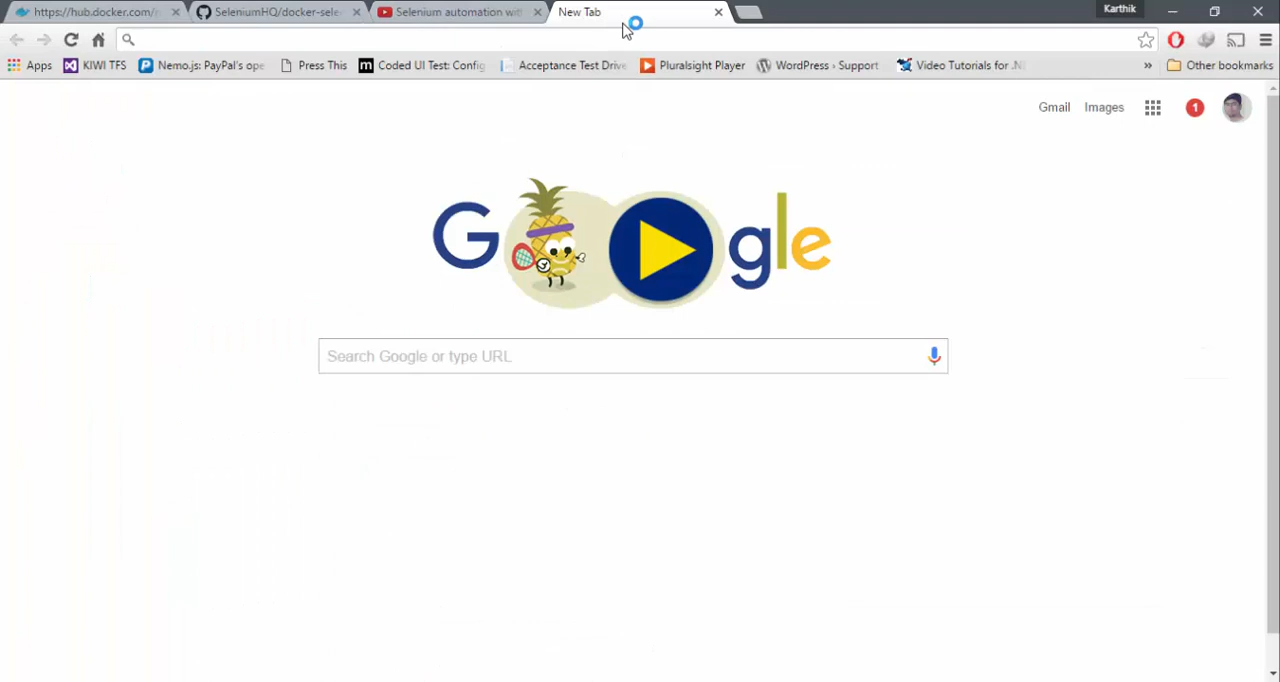 https://hub.docker.com/r
SeleniumHQ/docker-sele
Selenium automation wit
New Tab
Karthik
Apps
KIWI TFS
Nemo.js: PayPal's ope
Press This
Coded UI Test: Config
Acceptance Test Drive
Pluralsight Player
WordPress › Support
Video Tutorials for .N
»
Other bookmarks
Gmail
Images
1
Google
Search Google or type URL